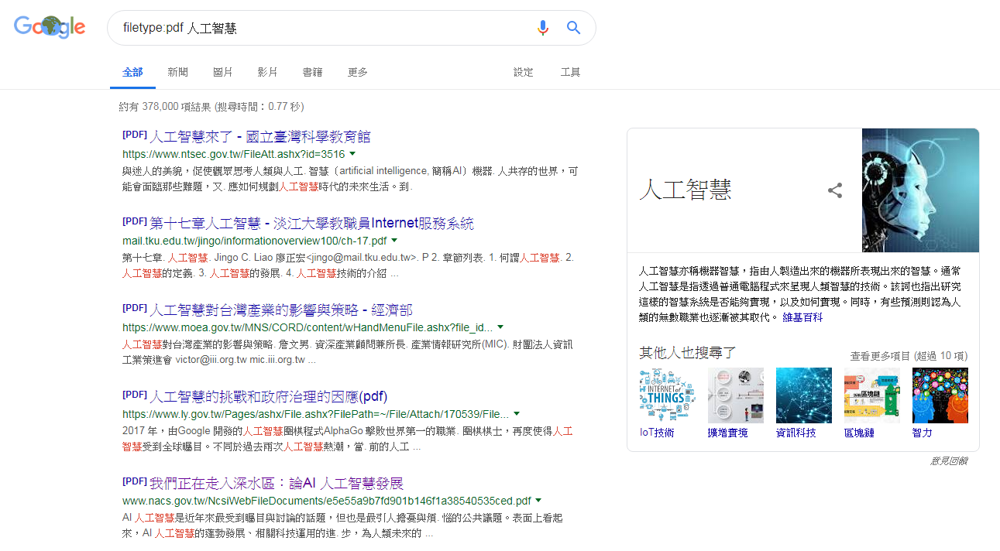 Google
filetype:pdf 人工智慧
全部 新聞 圖片 影片 書籍 更多 設定 工具
約有 378,000 項結果 (搜尋時間：0.77 秒)
[PDF] 人工智慧來了 - 國立臺灣科學教育館
https://www.ntsec.gov.tw/FileAtt.ashx?id=3516
與迷人的美貌，促使觀眾思考人類與人工. 智慧〔artificial intelligence, 簡稱AI〕機器. 人共存的世界，可
能會面臨那些難題，又. 應如何規劃人工智慧時代的未來生活。到.
[PDF] 第十七章人工智慧 - 淡江大學教職員Internet服務系統
mail.tku.edu.tw/jingo/informationoverview100/ch-17.pdf
第十七章. 人工智慧. Jingo C. Liao 廖正宏<jingo@mail.tku.edu.tw>. P 2. 章節列表. 1. 何謂人工智慧. 2.
人工智慧的定義. 3. 人工智慧的發展. 4. 人工智慧技術的介紹 ...
[PDF] 人工智慧對台灣產業的影響與策略 - 經濟部
https://www.moea.gov.tw/MNS/CORD/content/wHandMenuFile.ashx?file_id...
人工智慧對台灣產業的影響與策略. 詹文男. 資深產業顧問兼所長. 產業情報研究所(MIC). 財團法人資訊
工業策進會 victor@iii.org.tw mic.iii.org.tw ...
[PDF] 人工智慧的挑戰和政府治理的因應(pdf)
https://www.ly.gov.tw/Pages/ashx/File.ashx?FilePath=~/File/Attach/170539/File...
2017 年，由Google 開發的人工智慧圍棋程式AlphaGo 擊敗世界第一的職業. 圍棋棋士，再度使得人工
智慧受到全球矚目。不同於過去兩次人工智慧熱潮，當. 前的人工 ...
[PDF] 我們正在走入深水區：論AI 人工智慧發展
www.nacs.gov.tw/NcsiWebFileDocuments/e5e55a9b7fd901b146f1a38540535ced.pdf
AI 人工智慧是近年來最受到矚目與討論的話題，但也是最引人擔憂與煩. 惱的公共議題。表面上看起
來，AI 人工智慧的蓬勃發展、相關科技運用的進. 步，為人類未來的 ...
人工智慧
人工智慧亦稱機器智慧，指由人製造出來的機器所表現出來的智慧。通常
人工智慧是指透過普通電腦程式來呈現人類智慧的技術。該詞也指出研究
這樣的智慧系統是否能夠實現，以及如何實現。同時，有些預測則認為人
類的無數職業也逐漸被其取代。 維基百科
其他人也搜尋了
查看更多項目 (超過 10 項)
INTERNET of THINGS
區塊鏈
IoT技術 擴增實境 資訊科技 區塊鏈 智力
意見回饋